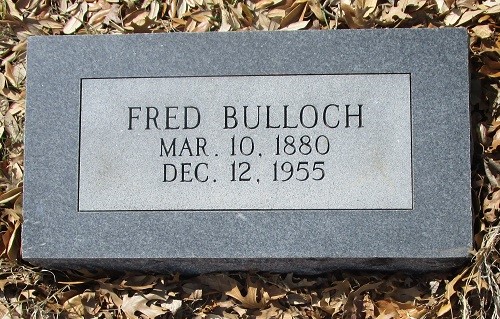 FRED BULLOCH
MAR. 10, 1880
DEC. 12, 1955